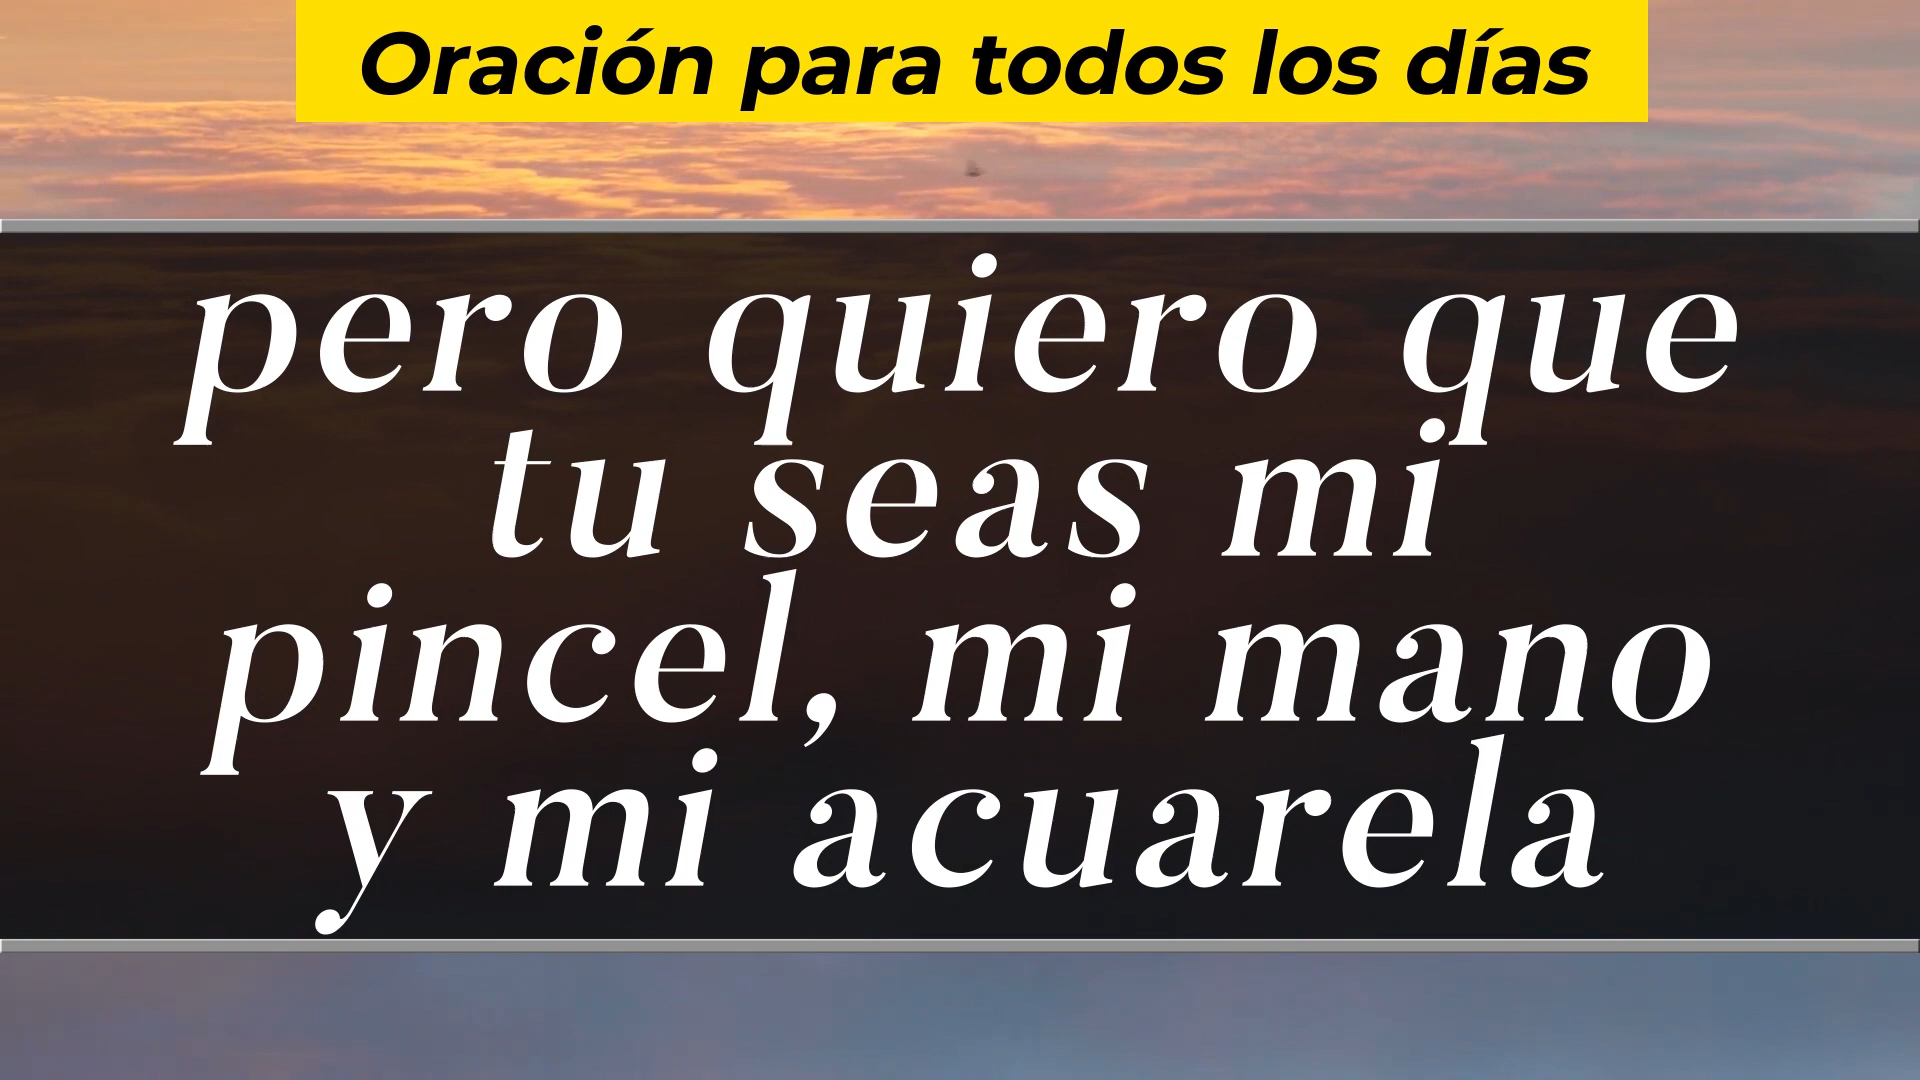 Oración para todos los días
pero quiero que
tu seas mi
pincel, mi mano
y mi acuarela